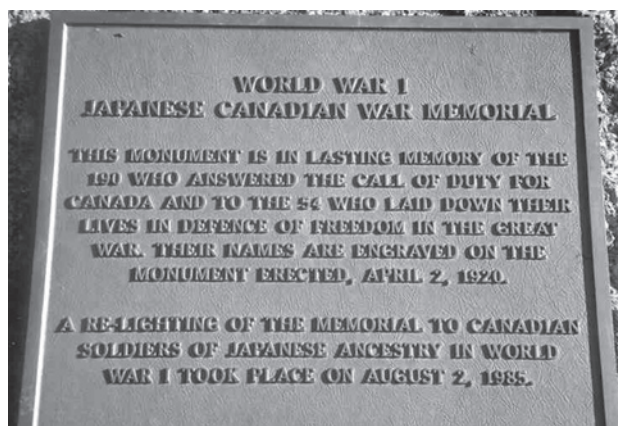 WORLD WAR I
JAPANESE CANADIAN WAR MEMORIAL
THIS MONUMENT IS IN LASTING MEMORY OF THE
190 WHO ANSWERED THE CALL OF DUTY FOR
CANADA AND TO THE 54 WHO LAID DOWN THEIR
LIVES IN DEFENCE OF FREEDOM IN THE GREAT
WAR. THEIR NAMES ARE ENGRAVED ON THE
MONUMENT ERECTED, APRIL 2, 1920.
A RE-LIGHTING OF THE MEMORIAL TO CANADIAN
SOLDIERS OF JAPANESE ANCESTRY IN WORLD
WAR I TOOK PLACE ON AUGUST 2, 1985.